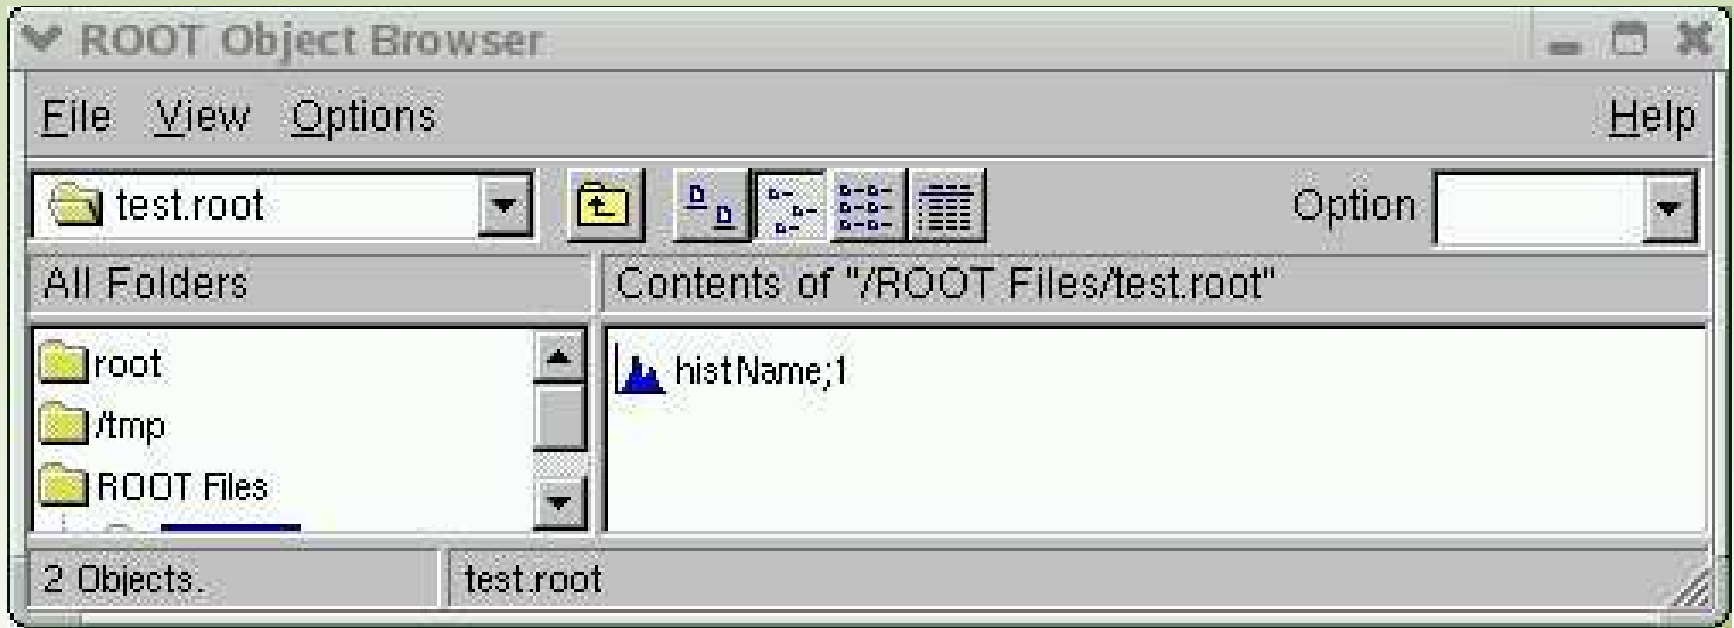 ROOT Object Browser
File View Options Help
test.root Option
All Folders Contents of "/ROOT Files/test.root"
root
/tmp
ROOT Files
histName;1
2 Objects. test.root